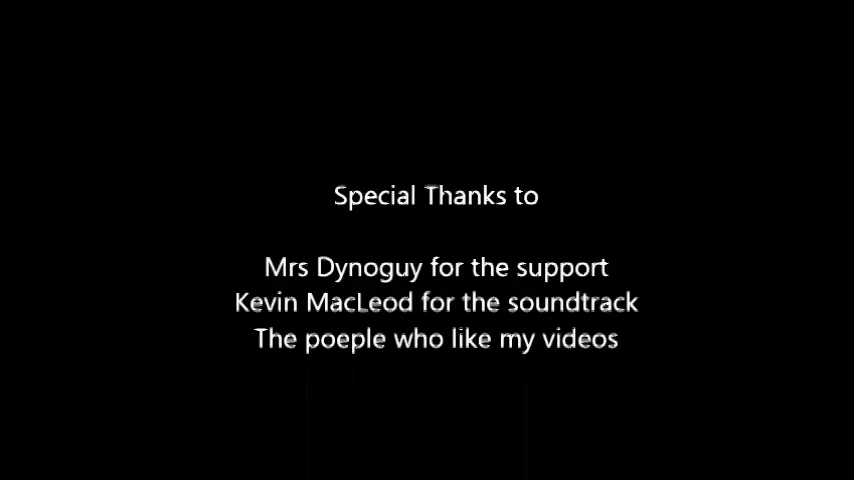 Special Thanks to
Mrs Dynoguy for the support
Kevin MacLeod for the soundtrack
The poeple who like my videos